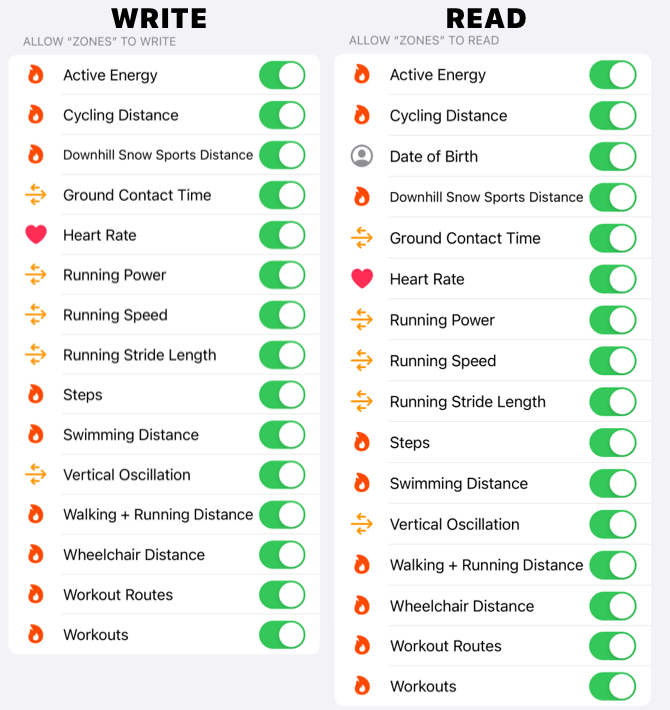 WRITE
ALLOW “ZONES” TO WRITE
Active Energy
Cycling Distance
Downhill Snow Sports Distance
Ground Contact Time
Heart Rate
Running Power
Running Speed
Running Stride Length
Steps
Swimming Distance
Vertical Oscillation
Walking + Running Distance
Wheelchair Distance
Workout Routes
Workouts
READ
ALLOW “ZONES” TO READ
Active Energy
Cycling Distance
Date of Birth
Downhill Snow Sports Distance
Ground Contact Time
Heart Rate
Running Power
Running Speed
Running Stride Length
Steps
Swimming Distance
Vertical Oscillation
Walking + Running Distance
Wheelchair Distance
Workout Routes
Workouts